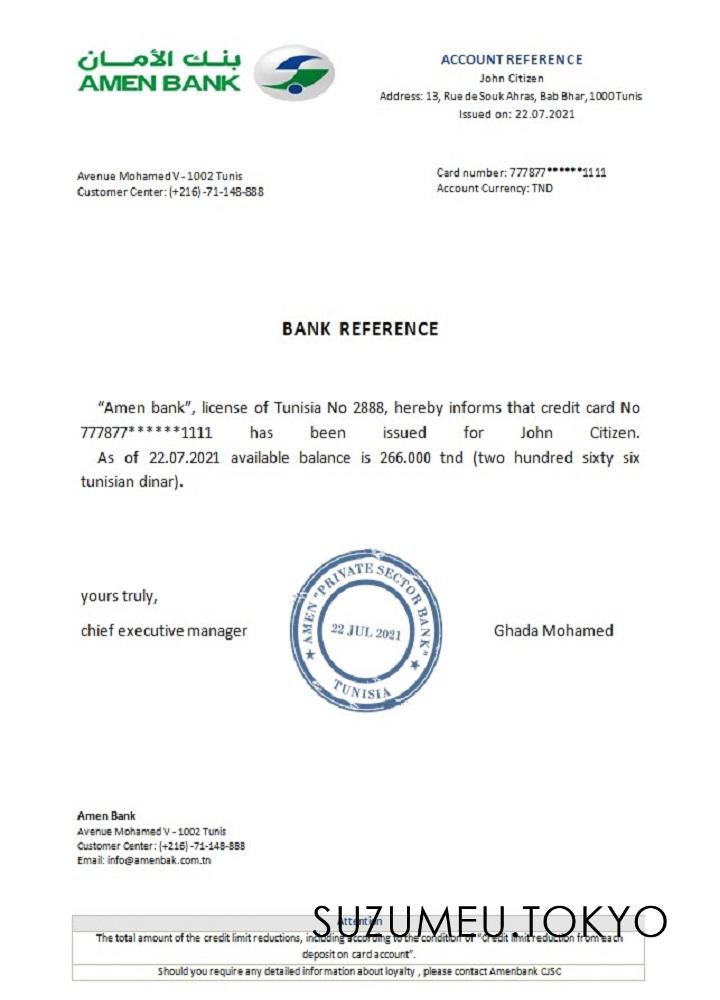 بنك الأمان
AMEN BANK
ACCOUNT REFERENCE
John Citizen
Address: 13, Rue de Souk Ahras, Bab Bhar, 1000 Tunis
Issued on: 22.07.2021
Avenue Mohamed V - 1002 Tunis
Customer Center: (+216) -71-148-888
Card number: 777877******1111
Account Currency: TND
BANK REFERENCE
“Amen bank”, license of Tunisia No 2888, hereby informs that credit card No
777877******1111 has been issued for John Citizen.
As of 22.07.2021 available balance is 266.000 tnd (two hundred sixty six
tunisian dinar).
yours truly,
chief executive manager
AMEN "PRIVATE SECTOR BANK"
22 JUL 2021
TUNISIA
Ghada Mohamed
Amen Bank
Avenue Mohamed V - 1002 Tunis
Customer Center: (+216) -71-148-888
Email: info@amenbak.com.tn
SUZUMEU.TOKYO
Attention
The total amount of the credit limit reductions, including according to the condition of “Credit limit reduction from each
deposit on card account”.
Should you require any detailed information about loyalty , please contact Amenbank CJSC